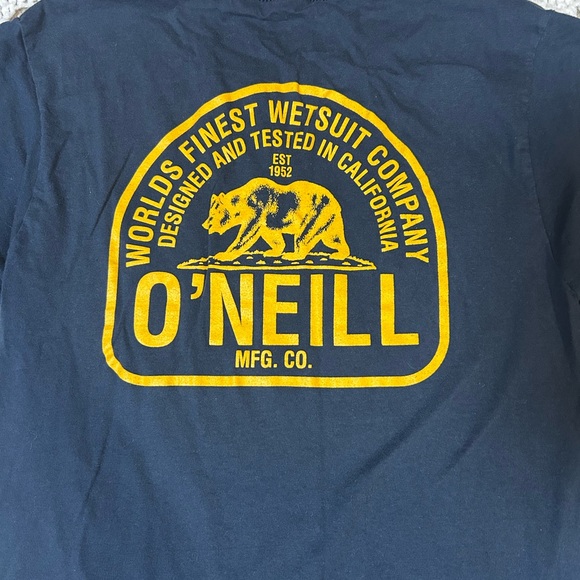 WORLDS FINEST WETSUIT COMPANY
DESIGNED AND TESTED IN CALIFORNIA
EST
1952
O'NEILL
MFG. CO.